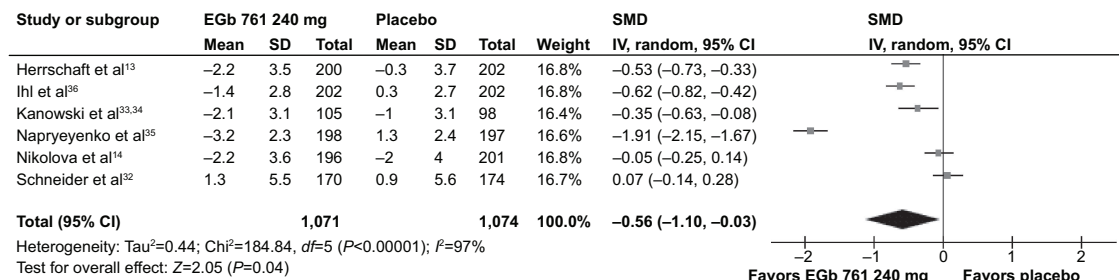 Study or subgroup EGb 761 240 mg Placebo SMD SMD
Mean SD Total Mean SD Total Weight IV, random, 95% CI IV, random, 95% CI
Herrschaft et al13 –2.2 3.5 200 –0.3 3.7 202 16.8% –0.53 (–0.73, –0.33)
Ihl et al36 –1.4 2.8 202 0.3 2.7 202 16.8% –0.62 (–0.82, –0.42)
Kanowski et al33,34 –2.1 3.1 105 –1 3.1 98 16.4% –0.35 (–0.63, –0.08)
Napryeyenko et al35 –3.2 2.3 198 1.3 2.4 197 16.6% –1.91 (–2.15, –1.67)
Nikolova et al14 –2.2 3.6 196 –2 4 201 16.8% –0.05 (–0.25, 0.14)
Schneider et al32 1.3 5.5 170 0.9 5.6 174 16.7% 0.07 (–0.14, 0.28)
Total (95% CI) 1,071 1,074 100.0% –0.56 (–1.10, –0.03)
Heterogeneity: Tau2=0.44; Chi2=184.84, df=5 (P<0.00001); I2=97%
Test for overall effect: Z=2.05 (P=0.04)
–2 –1 0 1 2
Favors EGb 761 240 mg Favors placebo